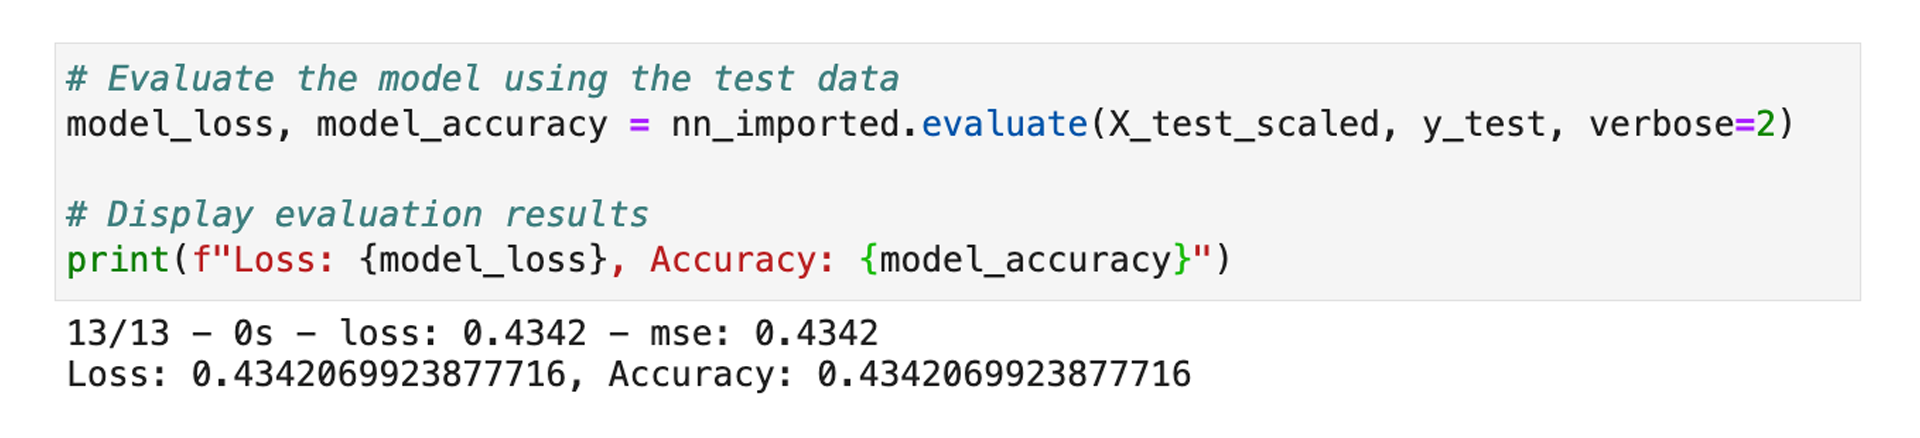 # Evaluate the model using the test data
model_loss, model_accuracy = nn_imported.evaluate(X_test_scaled, y_test, verbose=2)
# Display evaluation results
print(f"Loss: {model_loss}, Accuracy: {model_accuracy}")
13/13 - 0s - loss: 0.4342 - mse: 0.4342
Loss: 0.4342069923877716, Accuracy: 0.4342069923877716